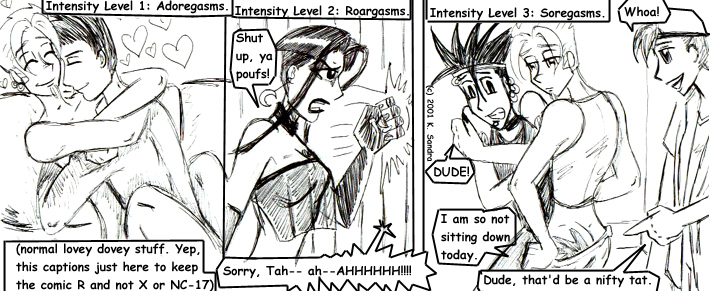 Intensity Level 1: Adoregasms.
(normal lovey dovey stuff. Yep,
this captions just here to keep
the comic R and not X or NC-17)
Intensity Level 2: Roargasms.
Shut
up, ya
poufs!
Sorry, Tah-- ah--AHHHHHH!!!!
Intensity Level 3: Soregasms.
Whoa!
(c) 2001 K. Sandra
DUDE!
I am so not
sitting down
today.
Dude, that'd be a nifty tat.